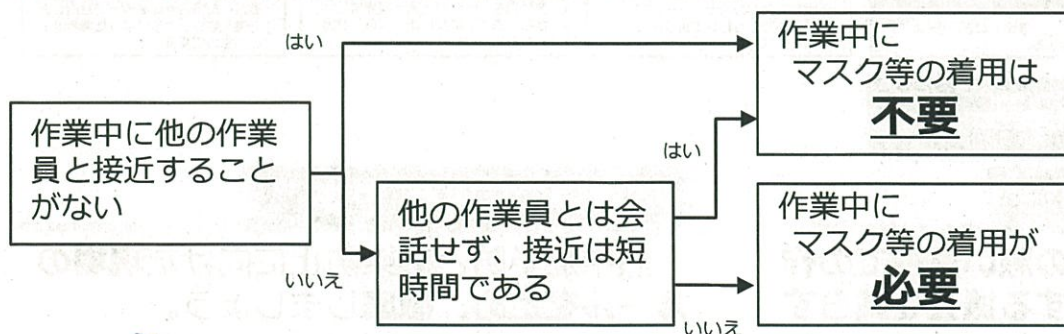 はい
作業中に
マスク等の着用は
不要
作業中に他の作業
員と接近すること
がない
はい
いいえ
他の作業員とは会
話せず、接近は短
時間である
作業中に
マスク等の着用が
必要
いいえ